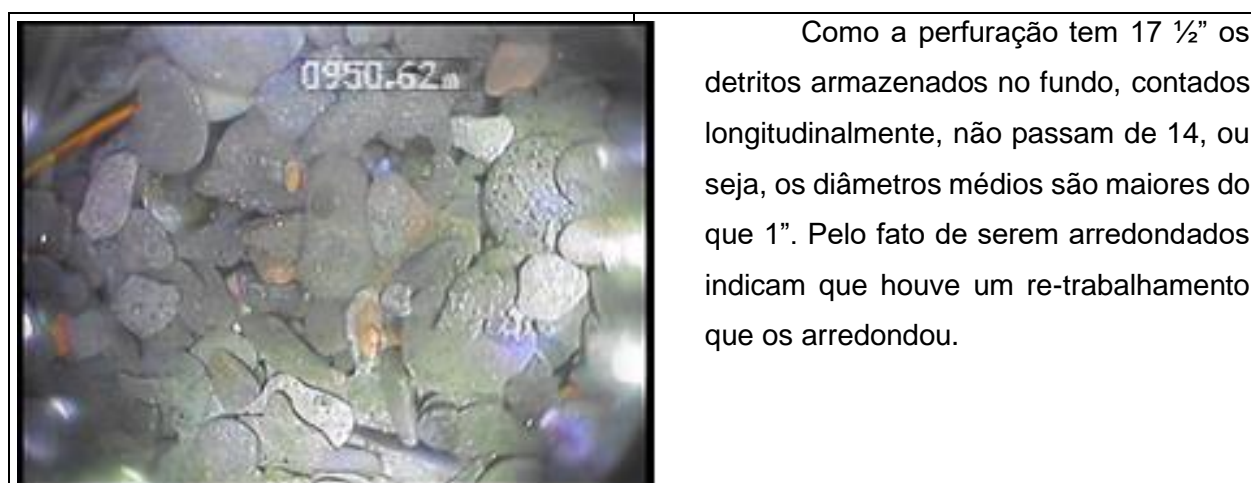 0950.62m
Como a perfuração tem 17 ½” os
detritos armazenados no fundo, contados
longitudinalmente, não passam de 14, ou
seja, os diâmetros médios são maiores do
que 1”. Pelo fato de serem arredondados
indicam que houve um re-trabalhamento
que os arredondou.